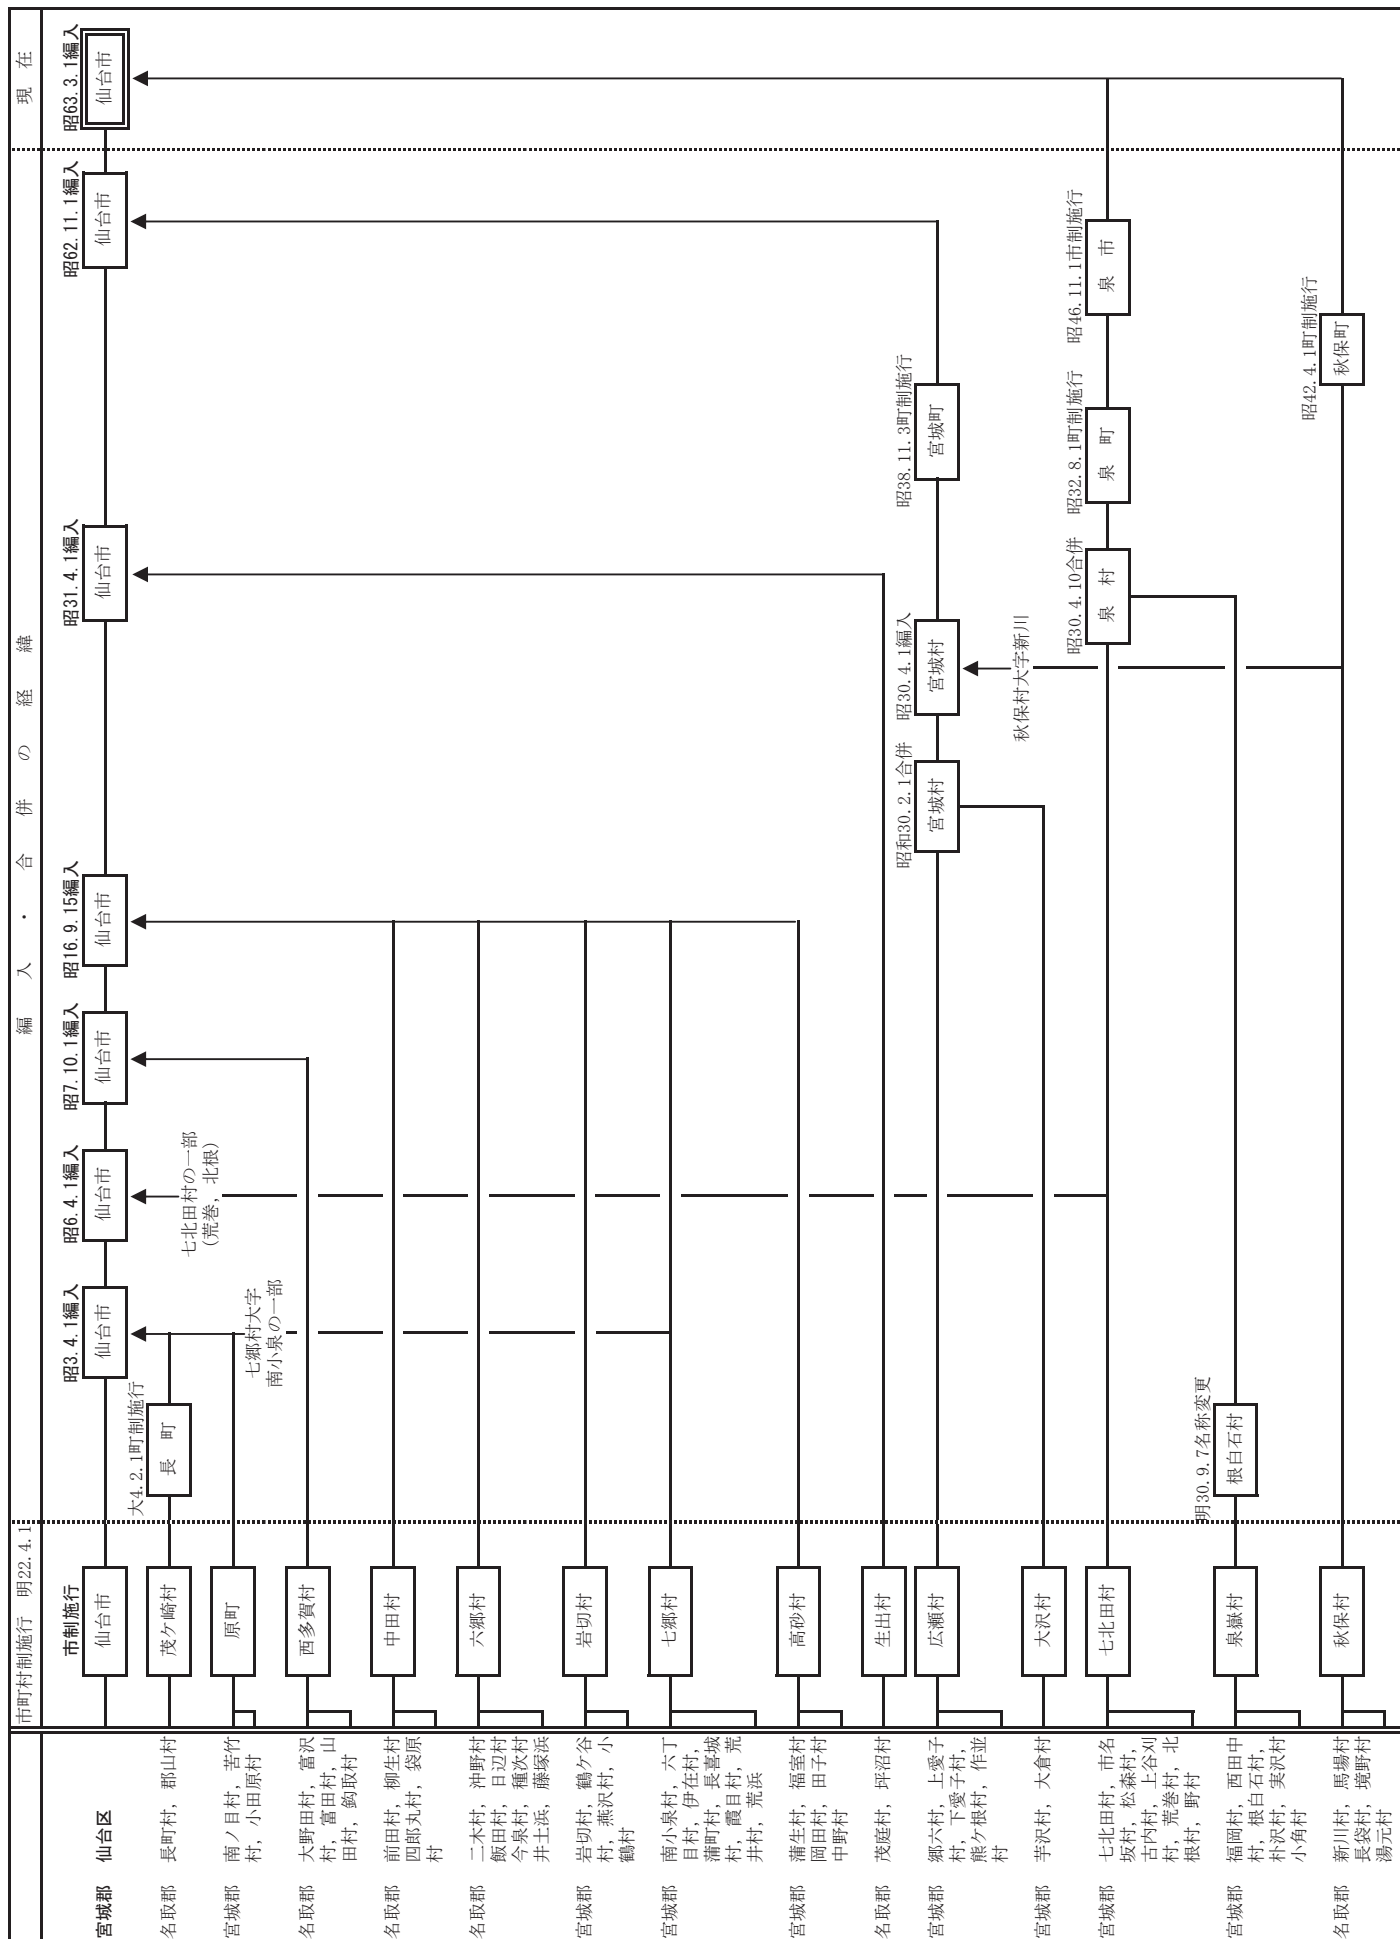 市町村制施行　明22.4.1
編入・合併の経緯
現在
宮城郡　仙台区
市制施行
仙台市
昭3.4.1編入
仙台市
昭6.4.1編入
仙台市
昭7.10.1編入
仙台市
昭16.9.15編入
仙台市
昭31.4.1編入
仙台市
昭62.11.1編入
仙台市
昭63.3.1編入
仙台市
名取郡　長町村，郡山村
茂ケ崎村
大4.2.1町制施行
長　町
宮城郡　南ノ目村，苦竹
村，小田原村
原町
七北田村の一部
（荒巻，北根）
七郷村大字
南小泉の一部
名取郡　大野田村，富沢
村，富田村，山
田村，鈎取村
西多賀村
名取郡　前田村，柳生村
四郎丸村，袋原
村
中田村
名取郡　二木村，沖野村
飯田村，日辺村
今泉村，種次村
井土浜，藤塚浜
六郷村
宮城郡　岩切村，鶴ケ谷
村，燕沢村，小
鶴村
岩切村
宮城郡　南小泉村，六丁
目村，伊在村，
蒲町村，長喜城
村，霞目村，荒
井村，荒浜
七郷村
宮城郡　蒲生村，福室村
岡田村，田子村
中野村
高砂村
名取郡　茂庭村，坪沼村
生出村
宮城郡　郷六村，上愛子
村，下愛子村，
熊ケ根村，作並
村
広瀬村
昭和30.2.1合併
宮城村
昭30.4.1編入
宮城村
昭38.11.3町制施行
宮城町
秋保村大字新川
宮城郡　芋沢村，大倉村
大沢村
宮城郡　七北田村，市名
坂村，松森村，
古内村，上谷刈
村，荒巻村，北
根村，野村
七北田村
昭30.4.10合併
泉　村
昭32.8.1町制施行
泉　町
昭46.11.1市制施行
泉　市
宮城郡　福岡村，西田中
村，根白石村，
朴沢村，実沢村
小角村
泉嶽村
明30.9.7名称変更
根白石村
名取郡　新川村，馬場村
長袋村，境野村
湯元村
秋保村
昭42.4.1町制施行
秋保町